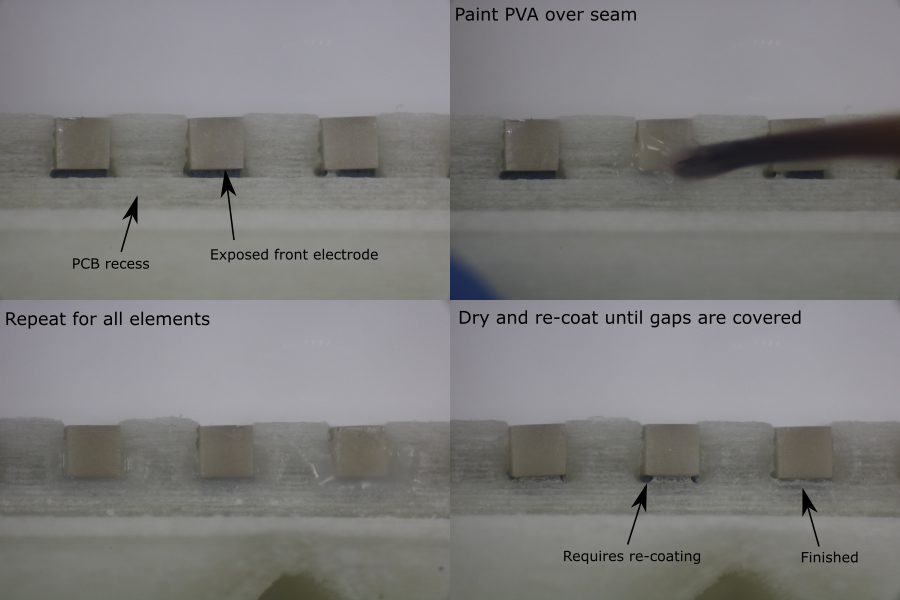 Paint PVA over seam
PCB recess
Exposed front electrode
Repeat for all elements
Dry and re-coat until gaps are covered
Requires re-coating
Finished